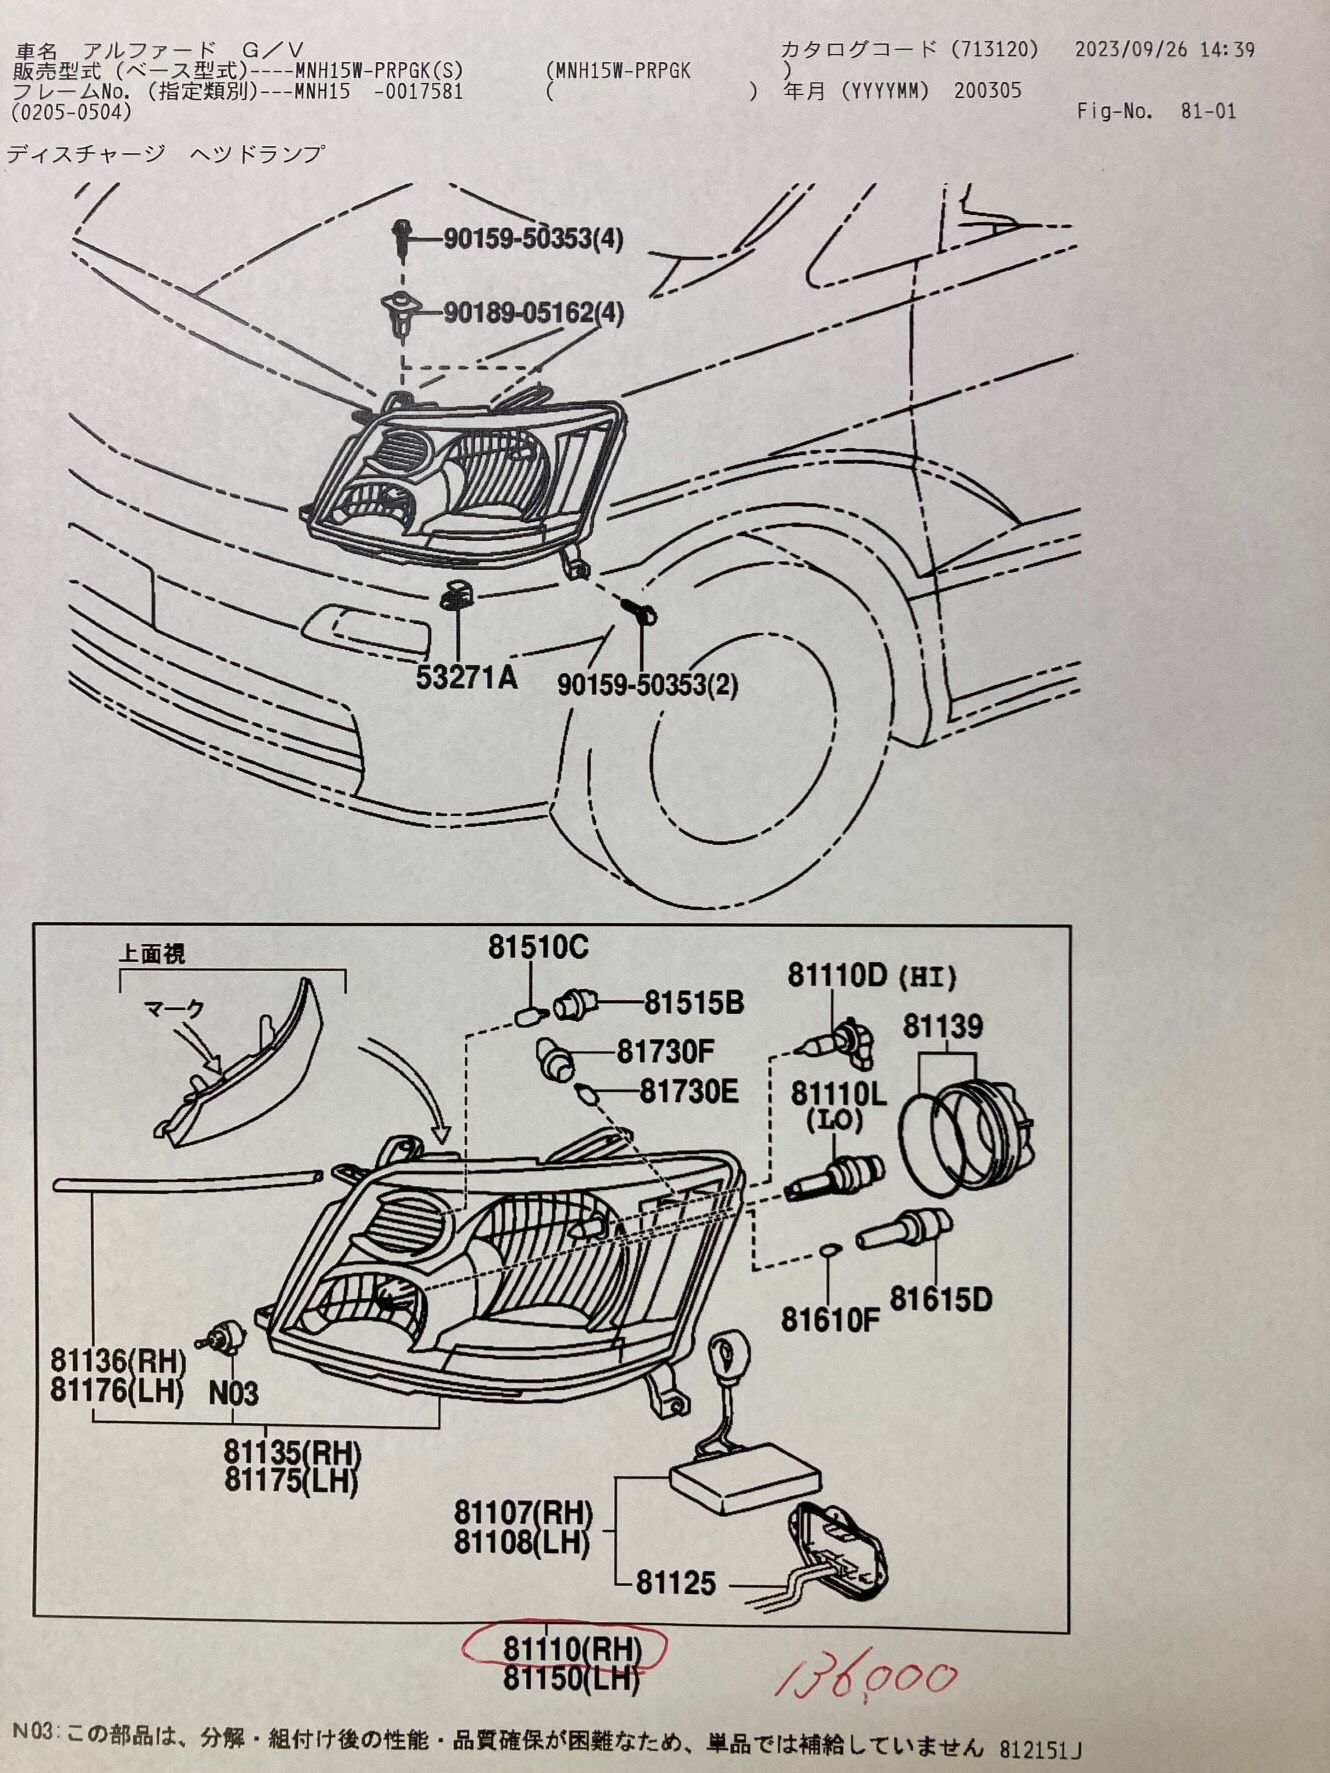 車名　アルファード　Ｇ／Ｖ
カタログコード (713120)　2023/09/26 14:39
販売型式 (ベース型式)----MNH15W-PRPGK(S)　(MNH15W-PRPGK　)
フレームNo. (指定類別)---MNH15 -0017581　(　)　年月 (YYYYMM) 200305
(0205-0504)
Fig-No. 81-01
ディスチャージ　ヘツドランプ
90159-50353(4)
90189-05162(4)
53271A
90159-50353(2)
上面視
マーク
81510C
81515B
81730F
81730E
81110D (HI)
81139
81110L
(LO)
81610F
81615D
81136(RH)
81176(LH)
N03
81135(RH)
81175(LH)
81107(RH)
81108(LH)
81125
81110(RH)
81150(LH)
136,000
N03:この部品は、分解・組付け後の性能・品質確保が困難なため、単品では補給していません 812151J